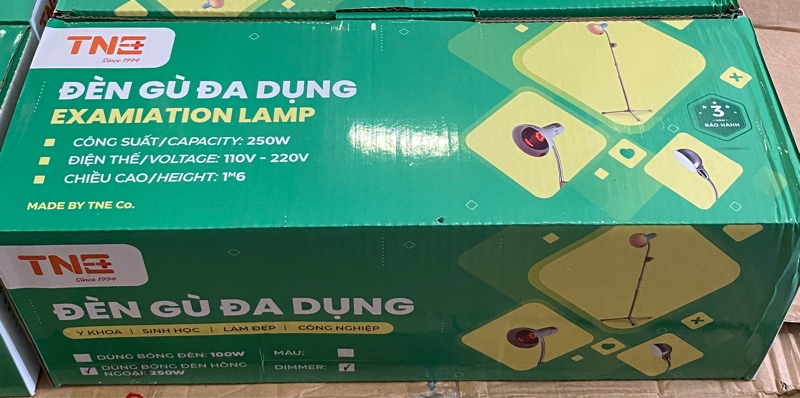 TNE
Since 1994
ĐÈN GÙ ĐA DỤNG
EXAMIATION LAMP
CÔNG SUẤT/CAPACITY: 250W
ĐIỆN THẾ/VOLTAGE: 110V - 220V
CHIỀU CAO/HEIGHT: 1M6
MADE BY TNE Co.
3
NĂM
BẢO HÀNH
TNE
Since 1994
ĐÈN GÙ ĐA DỤNG
Y KHOA | SINH HỌC | LÀM ĐẸP | CÔNG NGHIỆP
DÙNG BÓNG ĐÈN: 100W
MÀU:
DÙNG BÓNG ĐÈN HỒNG
NGOẠI: 250W
DIMMER: